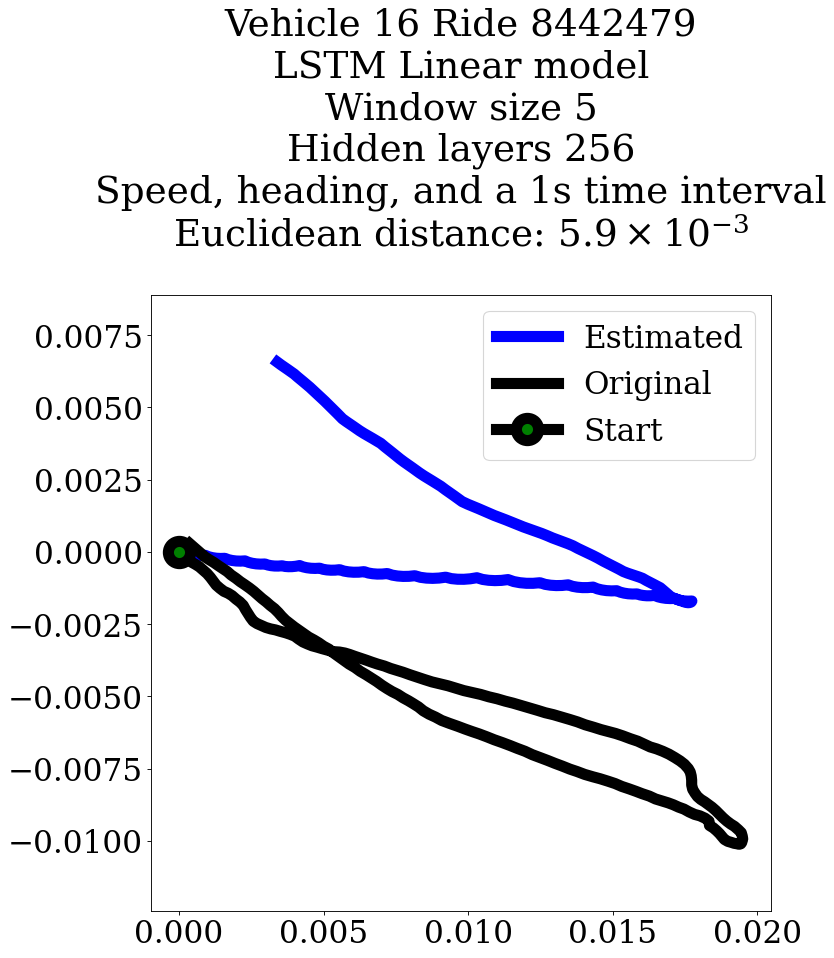 Vehicle 16 Ride 8442479
LSTM Linear model
Window size 5
Hidden layers 256
Speed, heading, and a 1s time interval
Euclidean distance: 5.9 × 10⁻³
Estimated
Original
Start
0.0075
0.0050
0.0025
0.0000
−0.0025
−0.0050
−0.0075
−0.0100
0.000 0.005 0.010 0.015 0.020